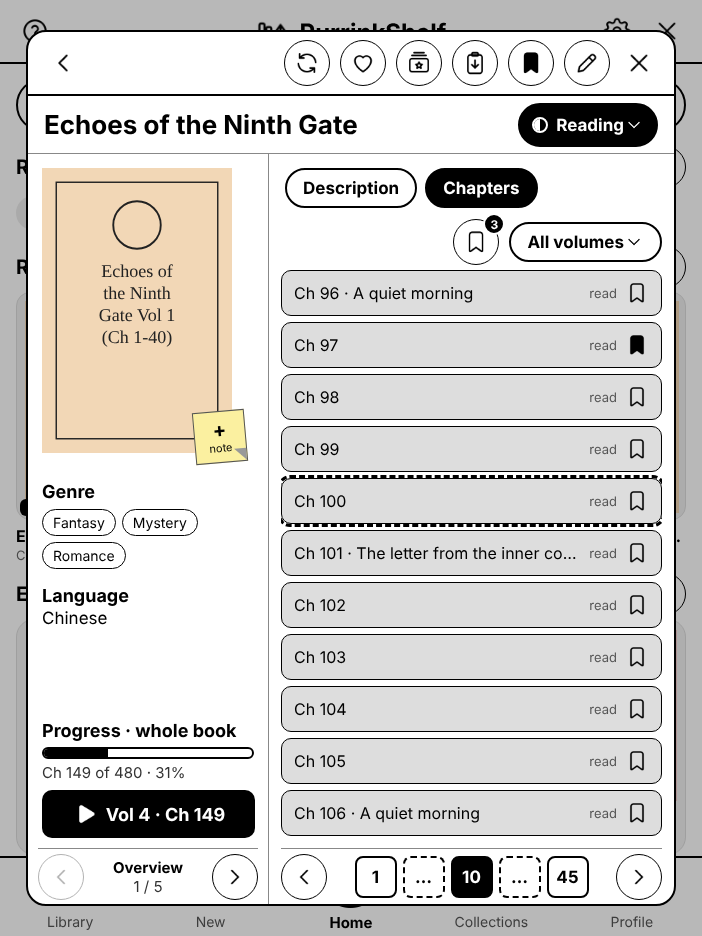 PurrinkShelf
Echoes of the Ninth Gate
Reading
Echoes of
the Ninth
Gate Vol 1
(Ch 1-40)
+
note
Genre
Fantasy
Mystery
Romance
Language
Chinese
Progress · whole book
Ch 149 of 480 · 31%
Vol 4 · Ch 149
Overview
1 / 5
Description
Chapters
3
All volumes
Ch 96 · A quiet morning read
Ch 97 read
Ch 98 read
Ch 99 read
Ch 100 read
Ch 101 · The letter from the inner co... read
Ch 102 read
Ch 103 read
Ch 104 read
Ch 105 read
Ch 106 · A quiet morning read
1 ... 10 ... 45
Library New Home Collections Profile